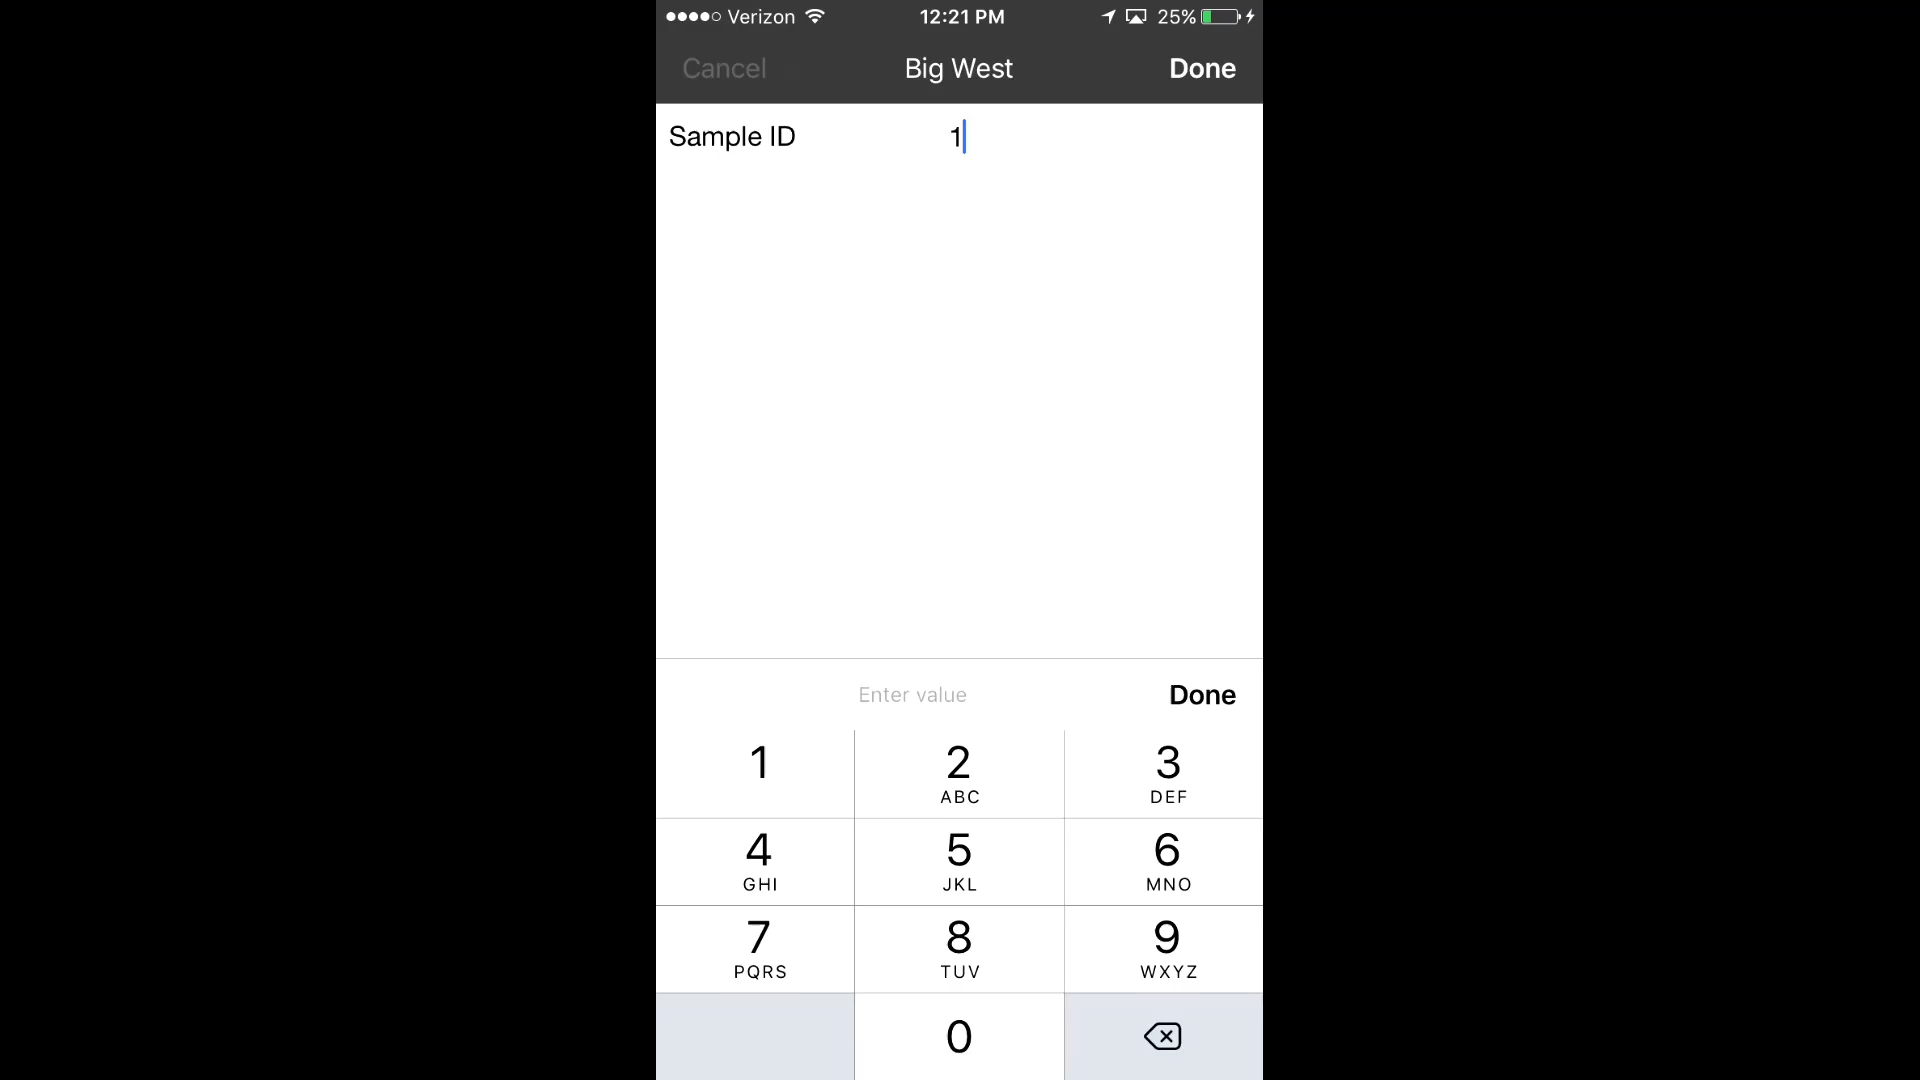 Verizon 12:21 PM 25%
Cancel Big West Done
Sample ID 1
Enter value Done
1 2 3
ABC DEF
4 5 6
GHI JKL MNO
7 8 9
PQRS TUV WXYZ
0